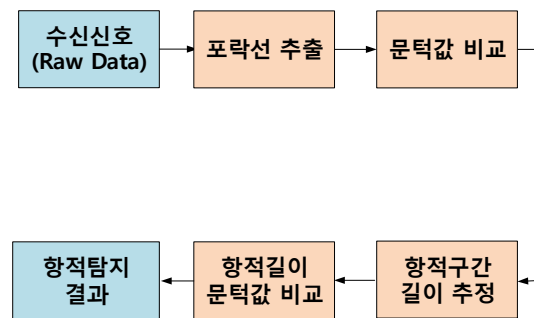 수신신호
(Raw Data)
포락선 추출
문턱값 비교
항적탐지
결과
항적길이
문턱값 비교
항적구간
길이 추정